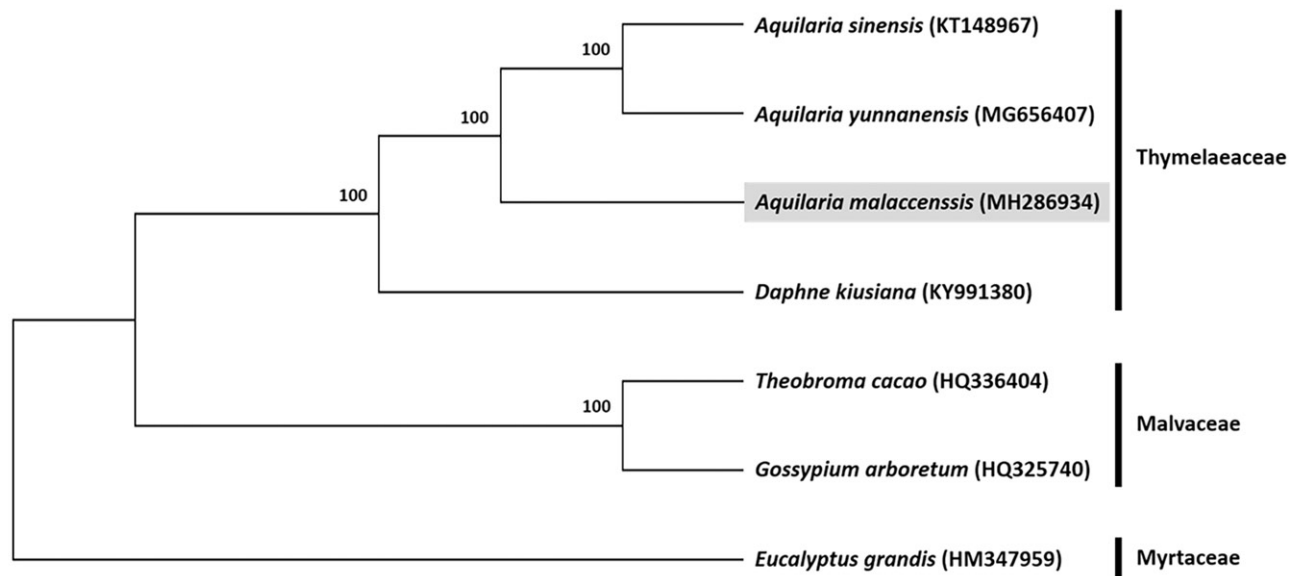 Aquilaria sinensis (KT148967)
100
Aquilaria yunnanensis (MG656407)
100
Thymelaeaceae
100
Aquilaria malaccenssis (MH286934)
Daphne kiusiana (KY991380)
Theobroma cacao (HQ336404)
100
Malvaceae
Gossypium arboretum (HQ325740)
Eucalyptus grandis (HM347959)
Myrtaceae